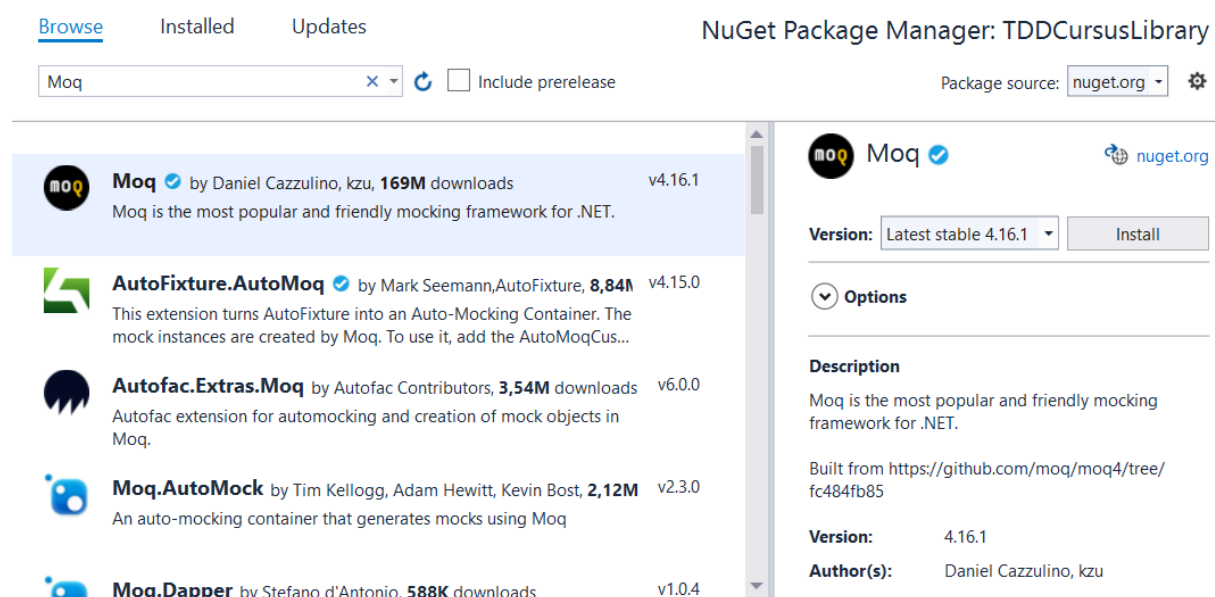 Browse Installed Updates
NuGet Package Manager: TDDCursusLibrary
Moq
Include prerelease
Package source: nuget.org
moq
Moq by Daniel Cazzulino, kzu, 169M downloads v4.16.1
Moq is the most popular and friendly mocking framework for .NET.
AutoFixture.AutoMoq by Mark Seemann,AutoFixture, 8,84M v4.15.0
This extension turns AutoFixture into an Auto-Mocking Container. The
mock instances are created by Moq. To use it, add the AutoMoqCus...
Autofac.Extras.Moq by Autofac Contributors, 3,54M downloads v6.0.0
Autofac extension for automocking and creation of mock objects in
Moq.
Moq.AutoMock by Tim Kellogg, Adam Hewitt, Kevin Bost, 2,12M v2.3.0
An auto-mocking container that generates mocks using Moq
Moq.Dapper by Stefano d'Antonio, 588K downloads v1.0.4
moq
Moq
nuget.org
Version: Latest stable 4.16.1 Install
Options
Description
Moq is the most popular and friendly mocking
framework for .NET.
Built from https://github.com/moq/moq4/tree/
fc484fb85
Version: 4.16.1
Author(s): Daniel Cazzulino, kzu